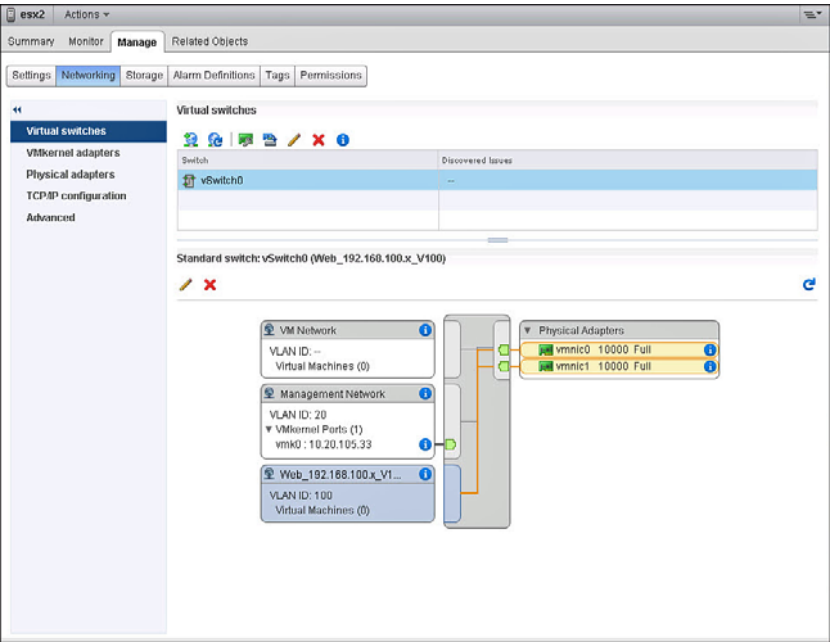 esx2 Actions
Summary Monitor Manage Related Objects
Settings Networking Storage Alarm Definitions Tags Permissions
Virtual switches
VMkernel adapters
Physical adapters
TCP/IP configuration
Advanced
Virtual switches
Switch Discovered Issues
vSwitch0 --
Standard switch: vSwitch0 (Web_192.168.100.x_V100)
VM Network
VLAN ID: --
Virtual Machines (0)
Management Network
VLAN ID: 20
VMkernel Ports (1)
vmk0 : 10.20.105.33
Web_192.168.100.x_V1...
VLAN ID: 100
Virtual Machines (0)
Physical Adapters
vmnic0 10000 Full
vmnic1 10000 Full